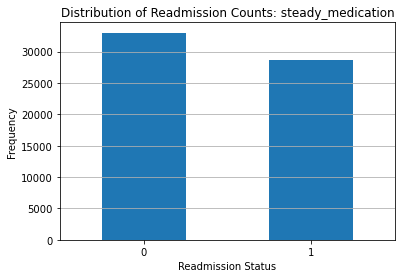 Distribution of Readmission Counts: steady_medication
30000
25000
20000
15000
10000
5000
0
Frequency
0 1
Readmission Status